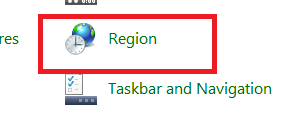 res
Region
Taskbar and Navigation